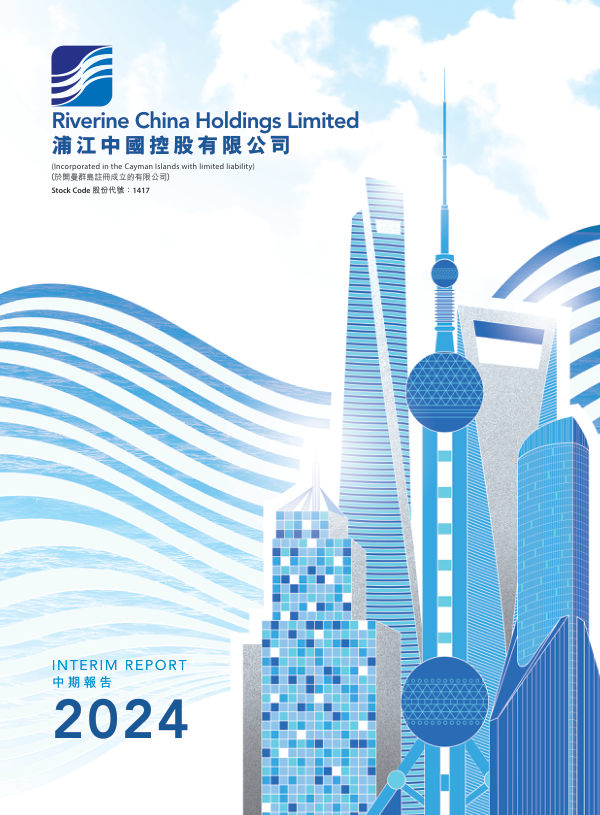 Riverine China Holdings Limited
浦江中國控股有限公司
(Incorporated in the Cayman Islands with limited liability)
(於開曼群島註冊成立的有限公司)
Stock Code 股份代號：1417
INTERIM REPORT
中期報告
2024